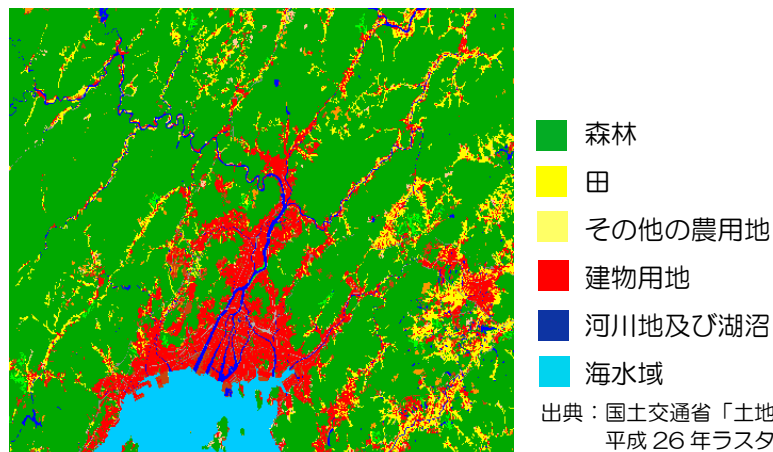 森林
田
その他の農用地
建物用地
河川地及び湖沼
海水域
出典：国土交通省「土地
平成 26 年ラスタ